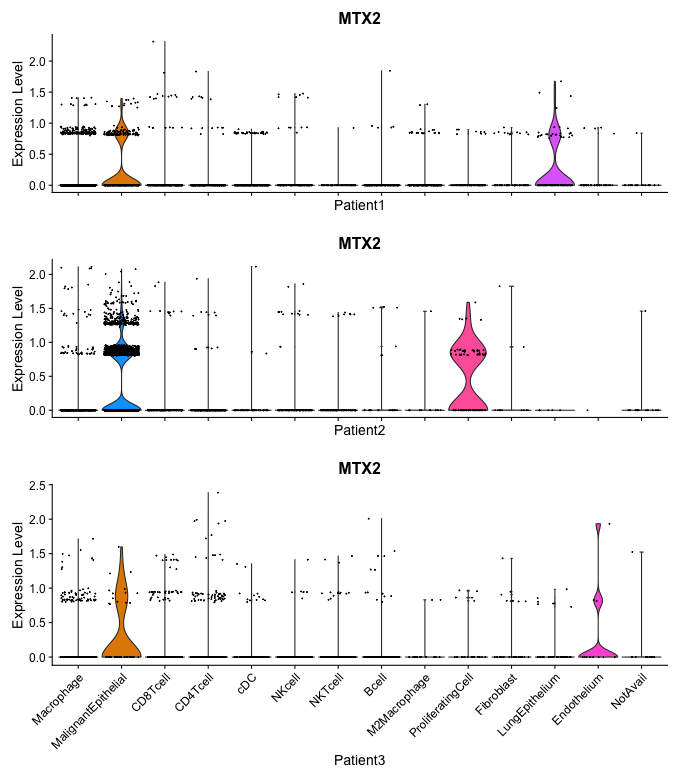 MTX2
Expression Level
2.0
1.5
1.0
0.5
0.0
Patient1
MTX2
Expression Level
2.0
1.5
1.0
0.5
0.0
Patient2
MTX2
Expression Level
2.5
2.0
1.5
1.0
0.5
0.0
Macrophage
MalignantEpithelial
CD8Tcell
CD4Tcell
cDC
NKcell
NKTcell
Bcell
M2Macrophage
ProliferatingCell
Fibroblast
LungEpithelium
Endothelium
NotAvail
Patient3